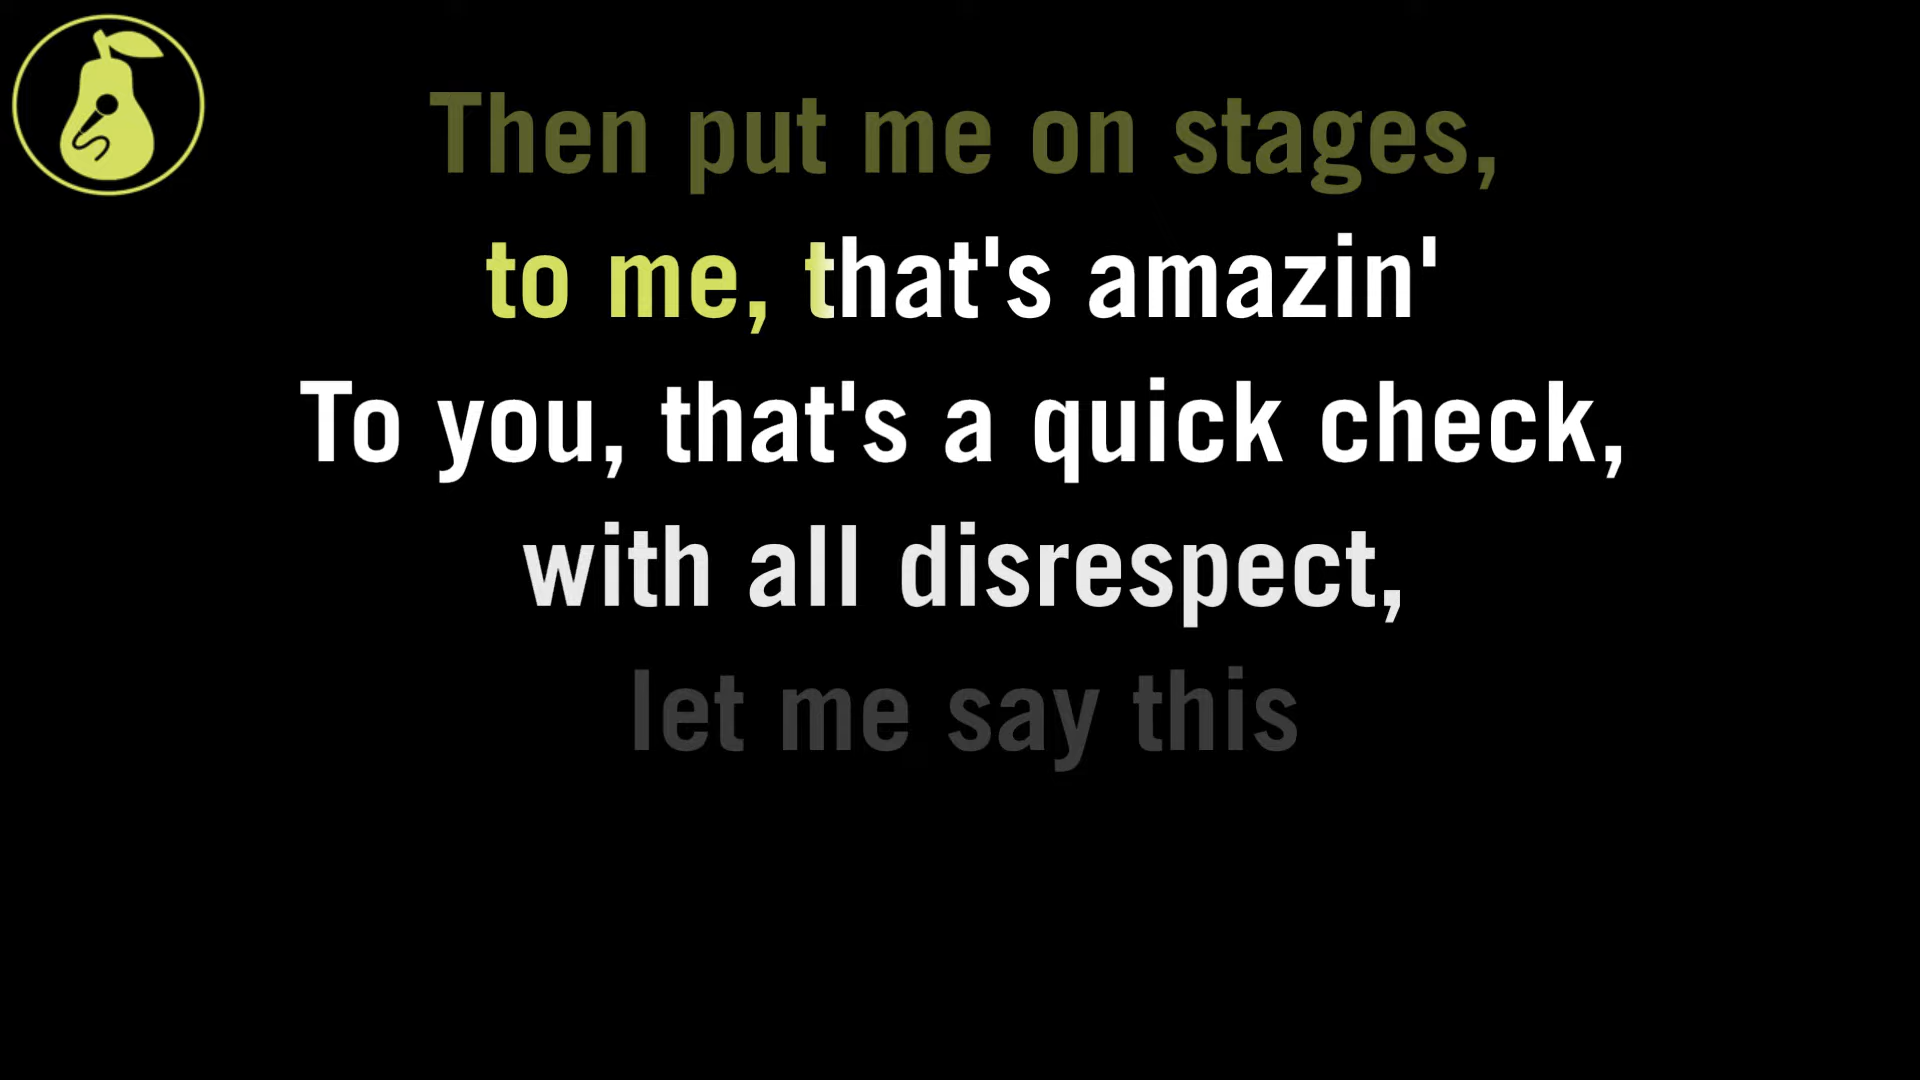 Then put me on stages,
to me, that's amazin'
To you, that's a quick check,
with all disrespect,
let me say this